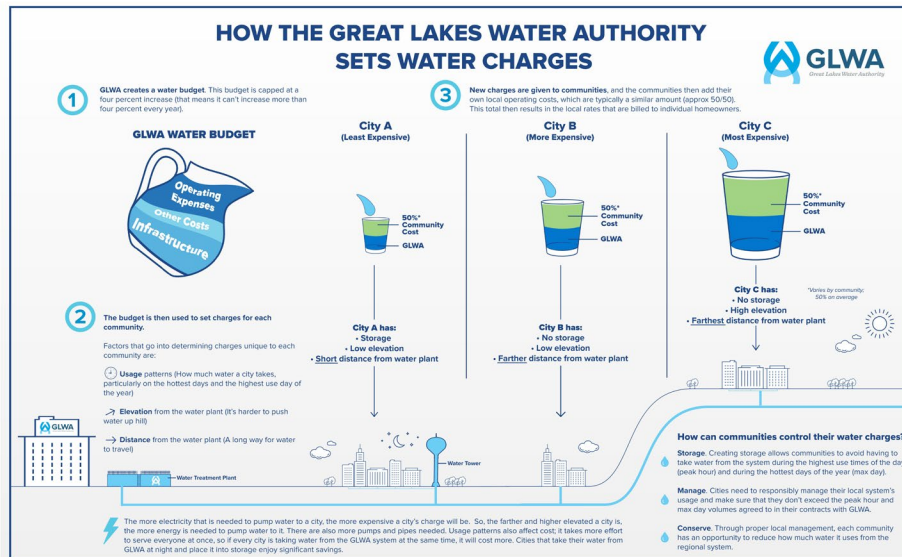 HOW THE GREAT LAKES WATER AUTHORITY
SETS WATER CHARGES
GLWA
Great Lakes Water Authority
1
GLWA creates a water budget. This budget is capped at a
four percent increase (that means it can't increase more than
four percent every year).
GLWA WATER BUDGET
Operating
Expenses
Other Costs
Infrastructure
2
The budget is then used to set charges for each
community.
Factors that go into determining charges unique to each
community are:
Usage patterns (How much water a city takes,
particularly on the hottest days and the highest use day of
the year)
Elevation from the water plant (it's harder to push
water up hill)
Distance from the water plant (A long way for water
to travel)
3
New charges are given to communities, and the communities then add their
own local operating costs, which are typically a similar amount (approx 50/50).
This total then results in the local rates that are billed to individual homeowners.
City A
(Least Expensive)
50%*
Community
Cost
GLWA
City A has:
• Storage
• Low elevation
• Short distance from water plant
City B
(More Expensive)
50%*
Community
Cost
GLWA
City B has:
• No storage
• Low elevation
• Farther distance from water plant
City C
(Most Expensive)
50%*
Community
Cost
GLWA
City C has:
• No storage
• High elevation
• Farthest distance from water plant
*Varies by community;
50% on average
GLWA
Water Treatment Plant
Water Tower
The more electricity that is needed to pump water to a city, the more expensive a city's charge will be. So, the farther and higher elevated a city is,
the more energy is needed to pump water to it. There are also more pumps and pipes needed. Usage patterns also affect cost; it takes more effort
to serve everyone at once, so if every city is taking water from the GLWA system at the same time, it will cost more. Cities that take their water from
GLWA at night and place it into storage enjoy significant savings.
How can communities control their water charges?
Storage. Creating storage allows communities to avoid having to
take water from the system during the highest use times of the day
(peak hour) and during the hottest days of the year (max day).
Manage. Cities need to responsibly manage their local system's
usage and make sure that they don't exceed the peak hour and
max day volumes agreed to in their contracts with GLWA.
Conserve. Through proper local management, each community
has an opportunity to reduce how much water it uses from the
regional system.